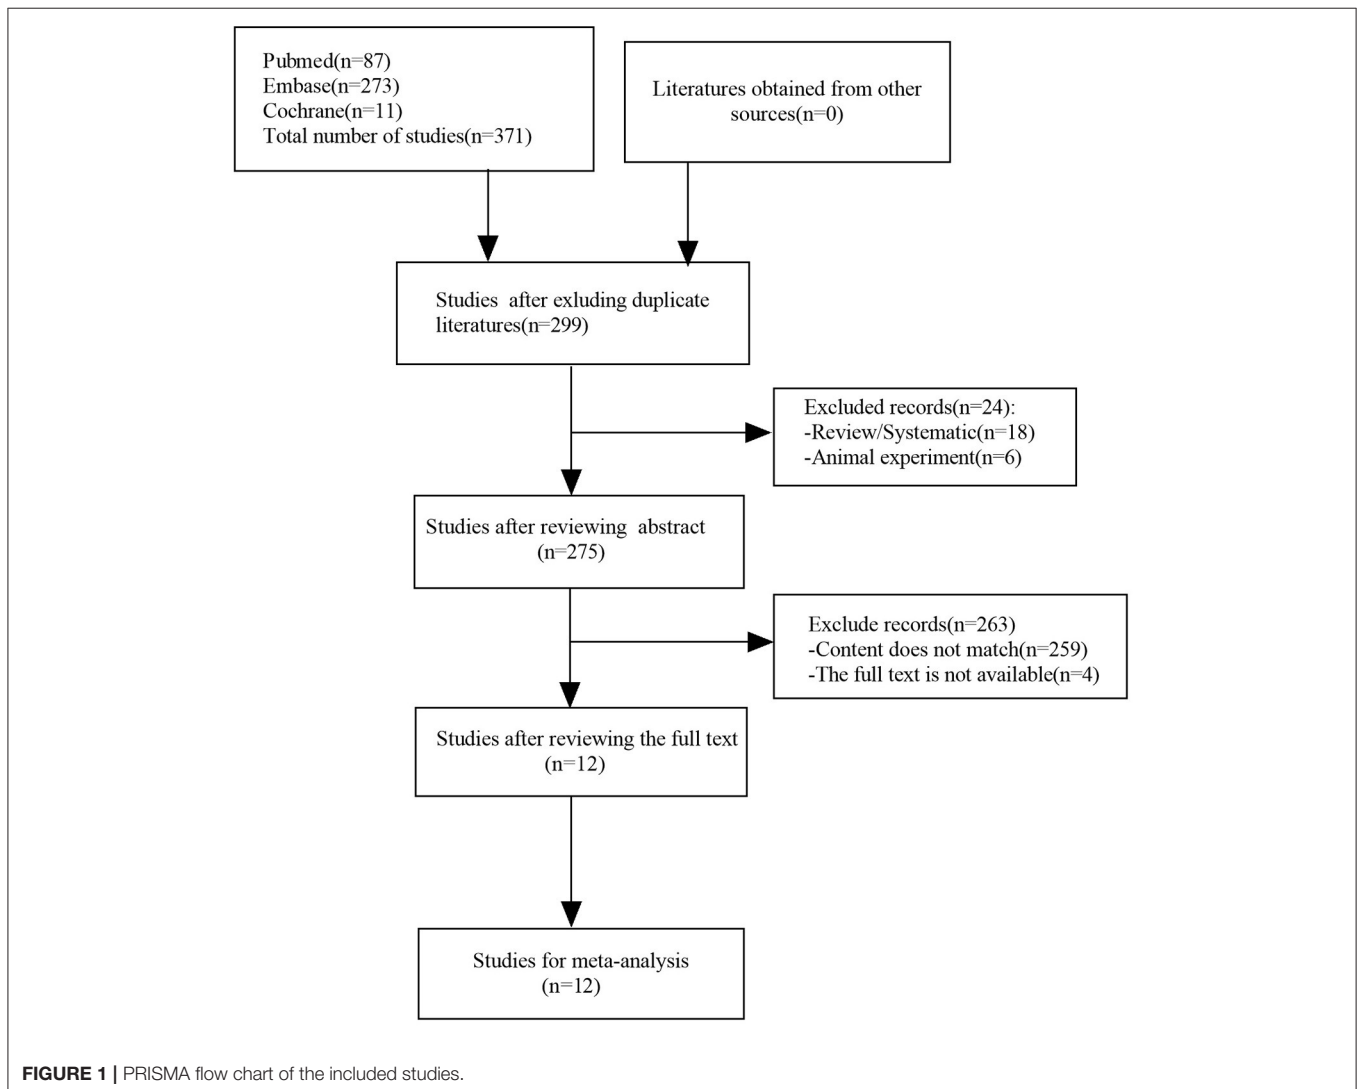 Pubmed(n=87)
Embase(n=273)
Cochrane(n=11)
Total number of studies(n=371)
Literatures obtained from other
sources(n=0)
Studies after exluding duplicate
literatures(n=299)
Excluded records(n=24):
-Review/Systematic(n=18)
-Animal experiment(n=6)
Studies after reviewing abstract
(n=275)
Exclude records(n=263)
-Content does not match(n=259)
-The full text is not available(n=4)
Studies after reviewing the full text
(n=12)
Studies for meta-analysis
(n=12)
FIGURE 1 | PRISMA flow chart of the included studies.